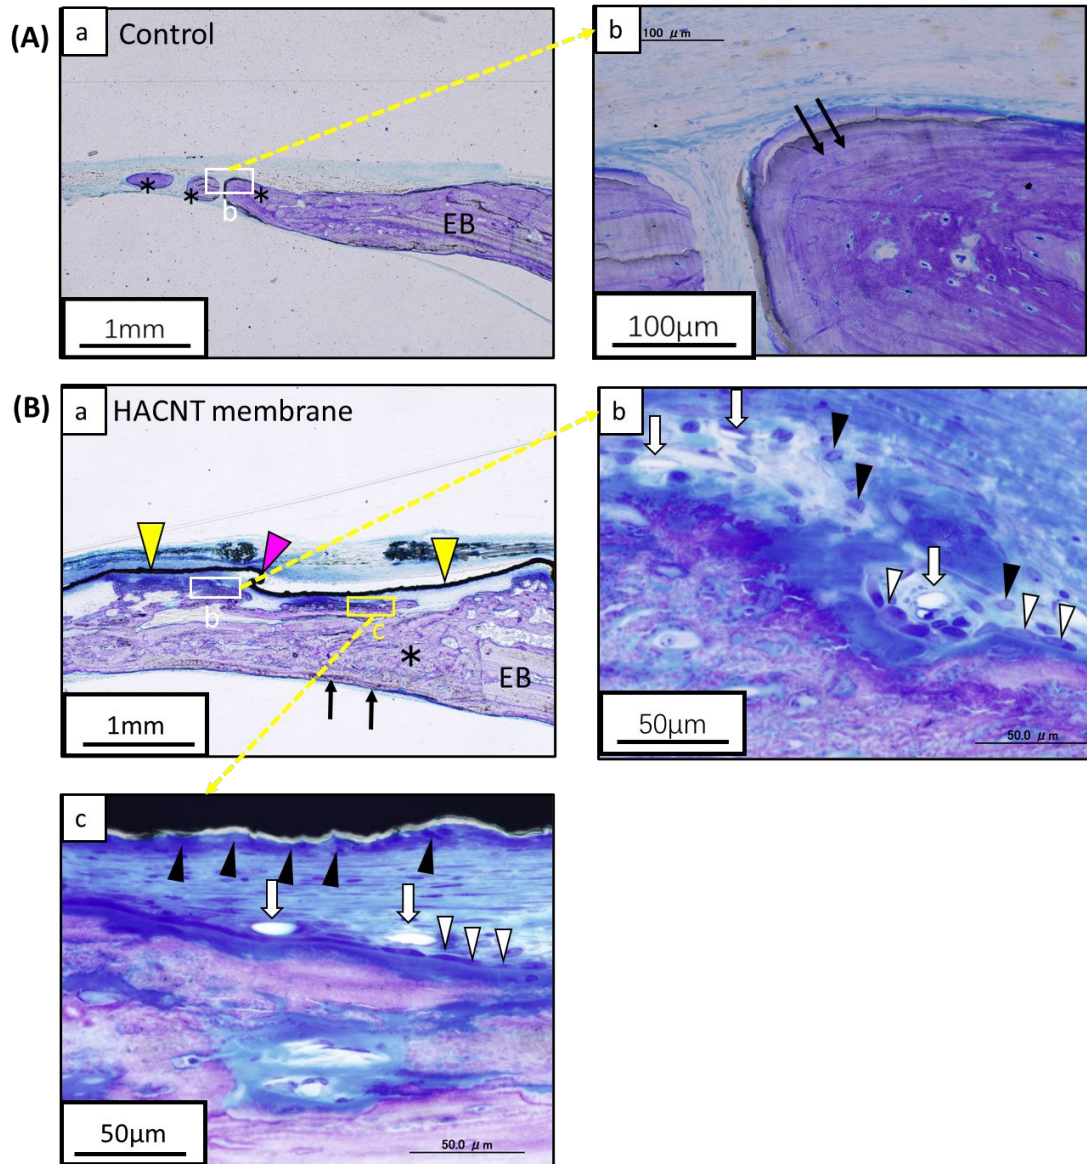 (A)
a Control
* * *
b
EB
1mm
b
100 μm
100μm
(B)
a HACNT membrane
b
c
*
EB
1mm
b
50μm
50.0 μm
c
50μm
50.0 μm